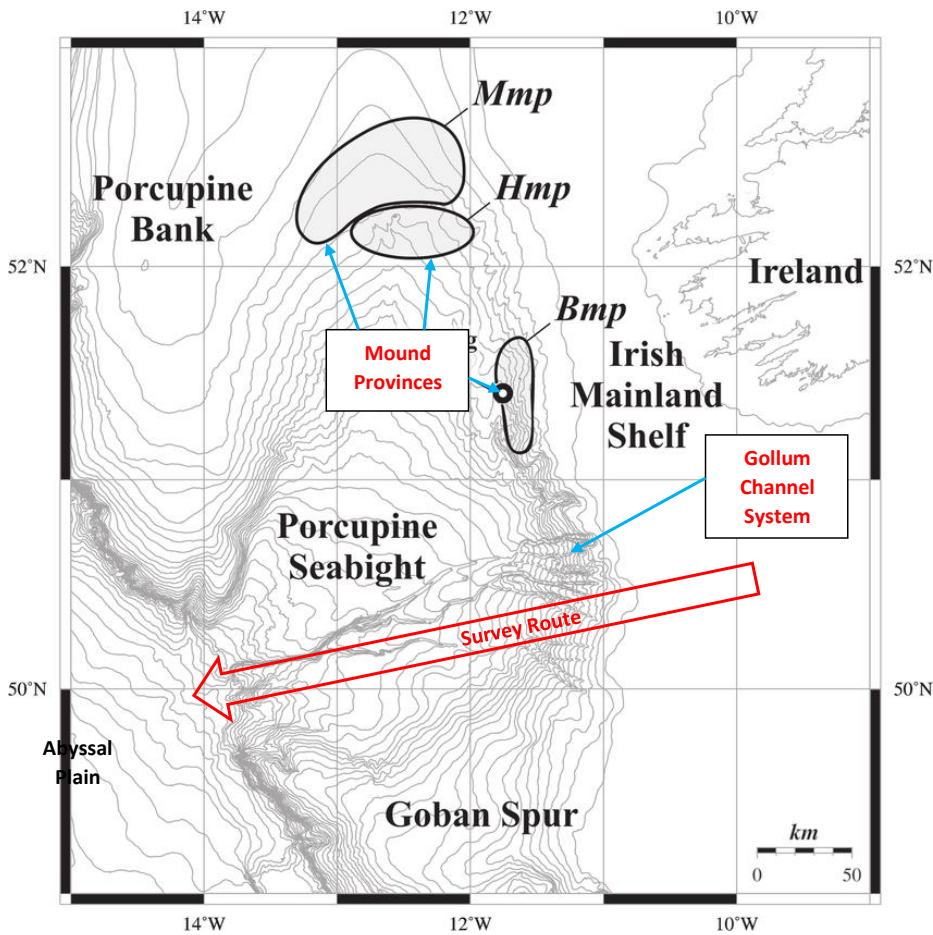 14°W
12°W
10°W
Mmp
Porcupine
Bank
Hmp
52°N
52°N
Ireland
Bmp
g
Mound
Provinces
Irish
Mainland
Shelf
Gollum
Channel
System
Porcupine
Seabight
Survey Route
50°N
50°N
Abyssal
Plain
Goban Spur
km
0
50
14°W
12°W
10°W